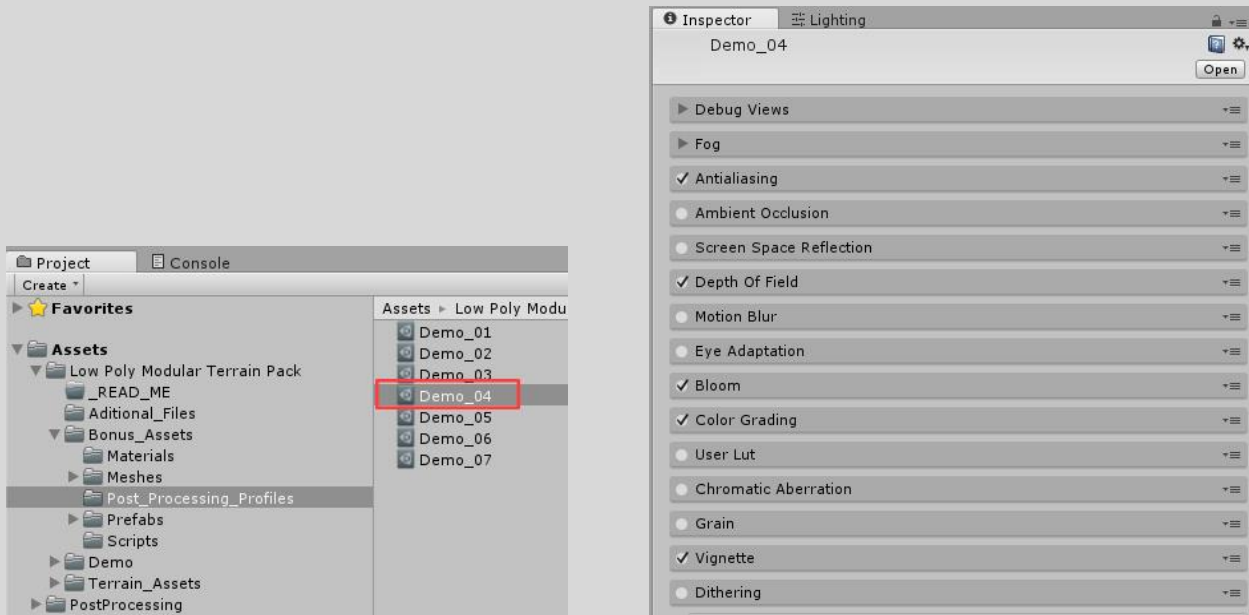 Project
Console
Create
Favorites
Assets
Low Poly Modular Terrain Pack
_READ_ME
Aditional_Files
Bonus_Assets
Materials
Meshes
Post_Processing_Profiles
Prefabs
Scripts
Demo
Terrain_Assets
PostProcessing
Assets ▸ Low Poly Modu
Demo_01
Demo_02
Demo_03
Demo_04
Demo_05
Demo_06
Demo_07
Inspector
Lighting
Demo_04
Open
Debug Views
Fog
Antialiasing
Ambient Occlusion
Screen Space Reflection
Depth Of Field
Motion Blur
Eye Adaptation
Bloom
Color Grading
User Lut
Chromatic Aberration
Grain
Vignette
Dithering